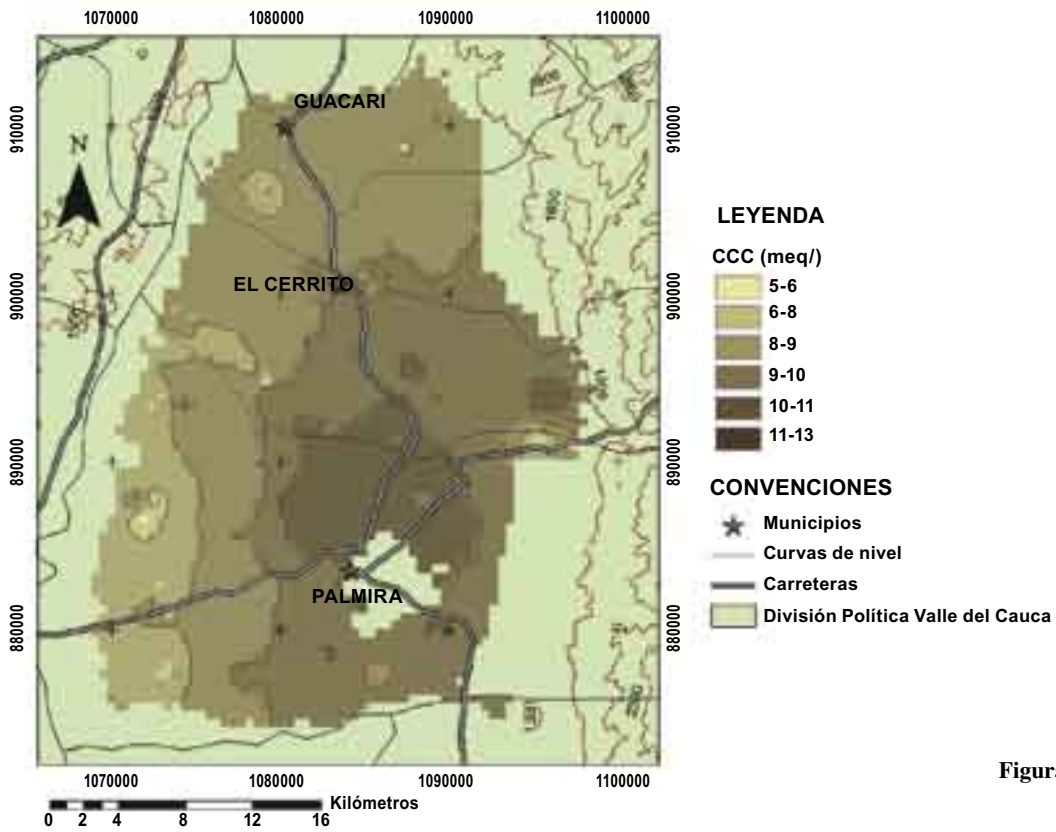 1070000 1080000 1090000 1100000
910000 910000
GUACARI
N
EL CERRITO
900000 900000
890000 890000
PALMIRA
880000 880000
1070000 1080000 1090000 1100000
Kilómetros
0 2 4 8 12 16
LEYENDA
CCC (meq/)
5-6
6-8
8-9
9-10
10-11
11-13
CONVENCIONES
Municipios
Curvas de nivel
Carreteras
División Política Valle del Cauca